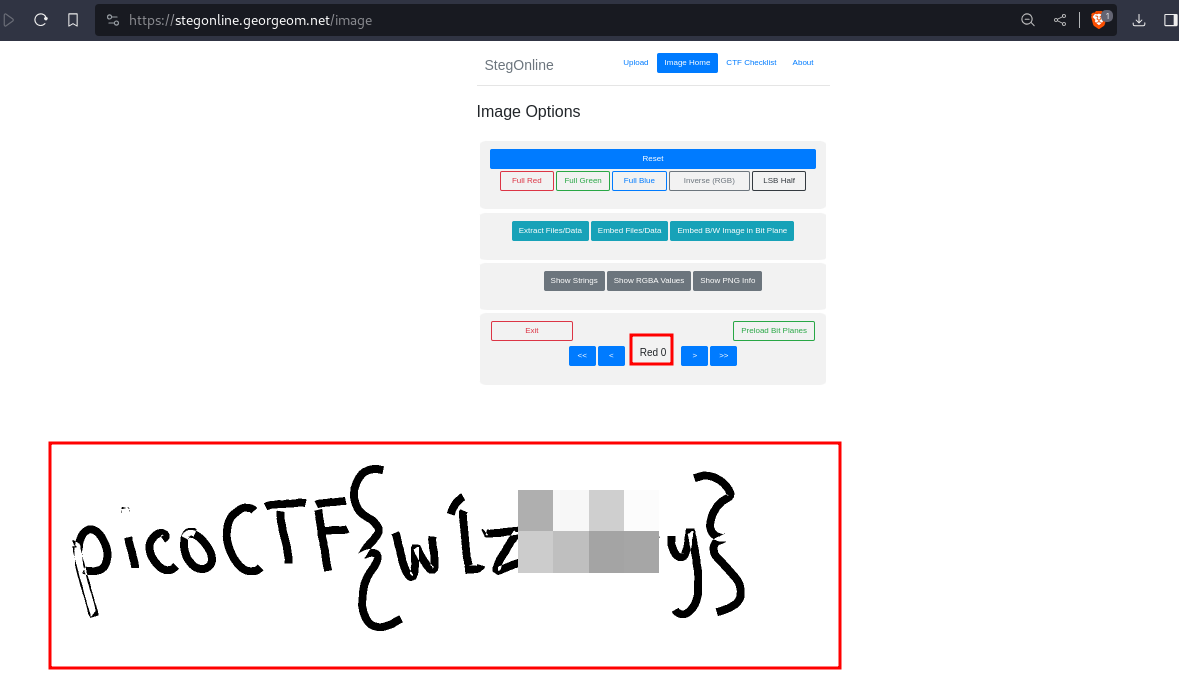 https://stegonline.georgeom.net/image
1
StegOnline
Upload
Image Home
CTF Checklist
About
Image Options
Reset
Full Red
Full Green
Full Blue
Inverse (RGB)
LSB Half
Extract Files/Data
Embed Files/Data
Embed B/W Image in Bit Plane
Show Strings
Show RGBA Values
Show PNG Info
Exit
Preload Bit Planes
<<
<
Red 0
>
>>
picoCTF{w1z y}